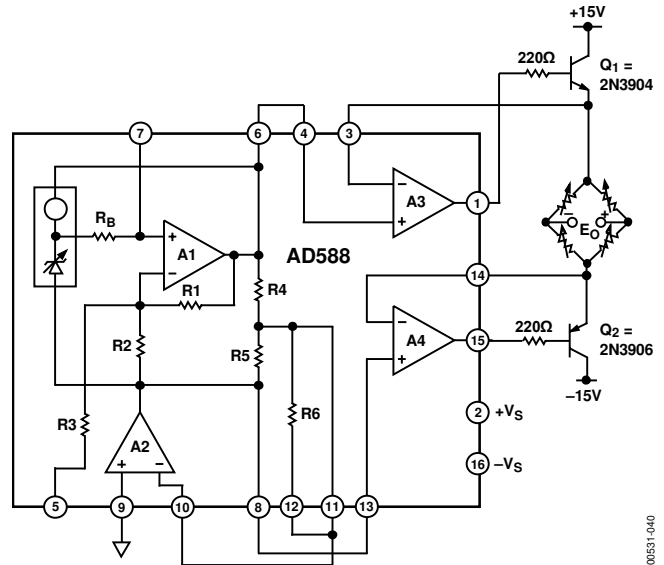 +15V
220Ω
Q1 =
2N3904
7
6
4
3
RB
A1
+
–
A3
–
+
1
AD588
R1
R4
–
EO
+
14
R2
R5
A4
–
+
15
220Ω
Q2 =
2N3906
R3
R6
–15V
A2
+
–
2
+VS
16
–VS
5
9
10
8
12
11
13
00531-040